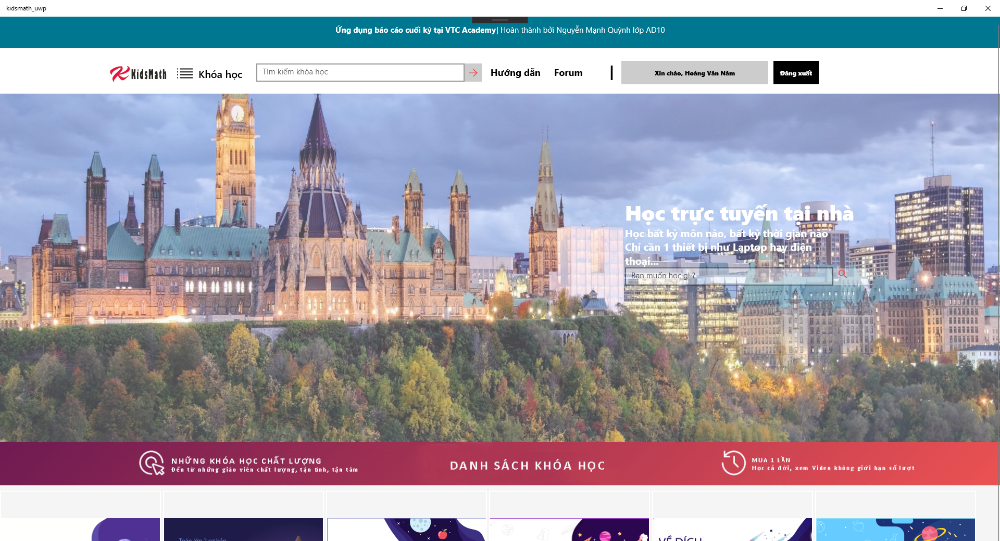 kidsmath_uwp
Ứng dụng báo cáo cuối kỳ tại VTC Academy| Hoàn thành bởi Nguyễn Mạnh Quỳnh lớp AD10
KidsMath
Khóa học
Tìm kiếm khóa học
Hướng dẫn
Forum
Xin chào, Hoàng Văn Năm
Đăng xuất
Học trực tuyến tại nhà
Học bất kỳ môn nào, bất kỳ thời gian nào
Chỉ cần 1 thiết bị như Laptop hay điện
thoại...
Bạn muốn học gì ?
NHỮNG KHÓA HỌC CHẤT LƯỢNG
Đến từ những giáo viên chất lượng, tận tình, tận tâm
DANH SÁCH KHÓA HỌC
MUA 1 LẦN
Học cả đời, xem Video không giới hạn số lượt
Toán lớp 2 cơ bản
VỀ ĐÍCH